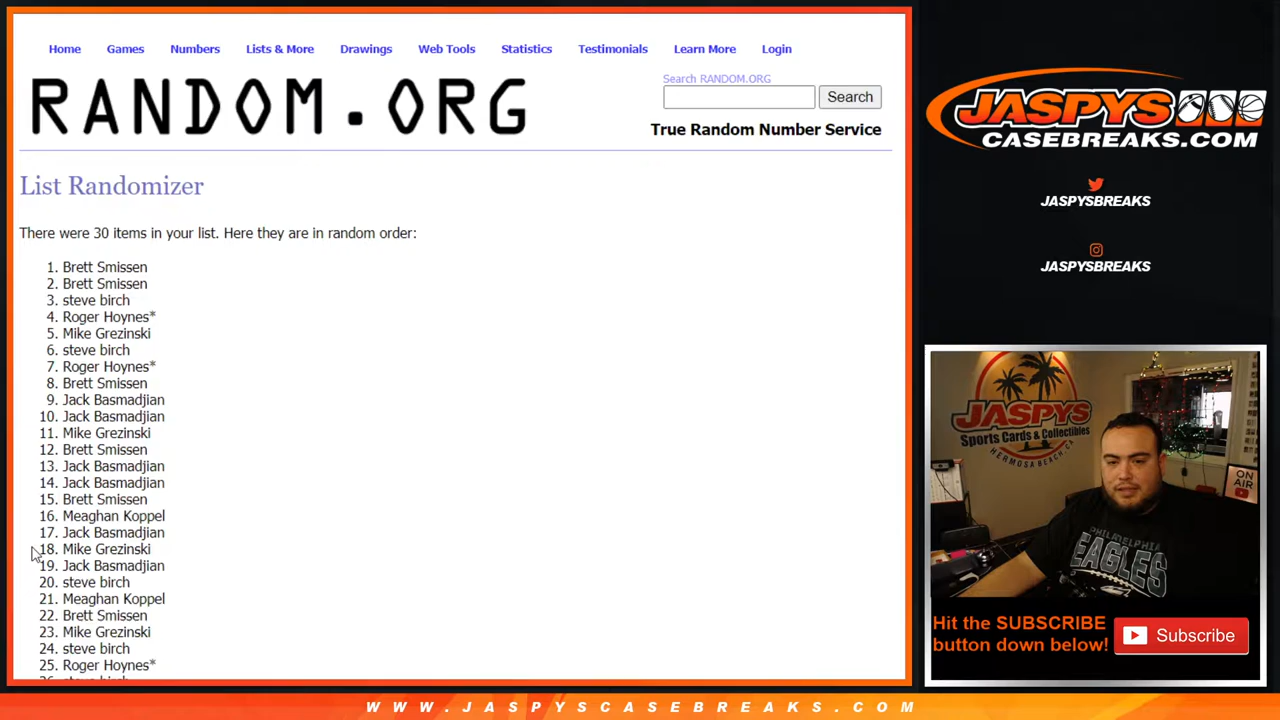 Home Games Numbers Lists & More Drawings Web Tools Statistics Testimonials Learn More Login
Search RANDOM.ORG
RANDOM.ORG
Search
True Random Number Service
List Randomizer
There were 30 items in your list. Here they are in random order:
1. Brett Smissen
2. Brett Smissen
3. steve birch
4. Roger Hoynes*
5. Mike Grezinski
6. steve birch
7. Roger Hoynes*
8. Brett Smissen
9. Jack Basmadjian
10. Jack Basmadjian
11. Mike Grezinski
12. Brett Smissen
13. Jack Basmadjian
14. Jack Basmadjian
15. Brett Smissen
16. Meaghan Koppel
17. Jack Basmadjian
18. Mike Grezinski
19. Jack Basmadjian
20. steve birch
21. Meaghan Koppel
22. Brett Smissen
23. Mike Grezinski
24. steve birch
25. Roger Hoynes*
26. steve birch
JASPYS
CASEBREAKS.COM
JASPYSBREAKS
JASPYSBREAKS
JASPYS
Sports Cards & Collectibles
HERMOSA BEACH, CA
ON
AIR
PHILADELPHIA
EAGLES
Hit the SUBSCRIBE
button down below!
Subscribe
WWW.JASPYSCASEBREAKS.COM